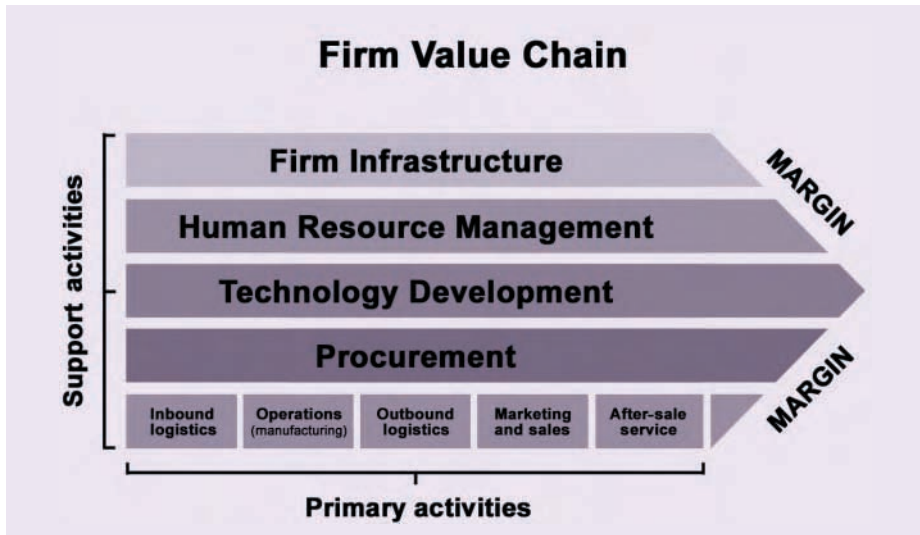 Firm Value Chain
Support activities
Firm Infrastructure
Human Resource Management
Technology Development
Procurement
MARGIN
MARGIN
Inbound
logistics
Operations
(manufacturing)
Outbound
logistics
Marketing
and sales
After-sale
service
Primary activities